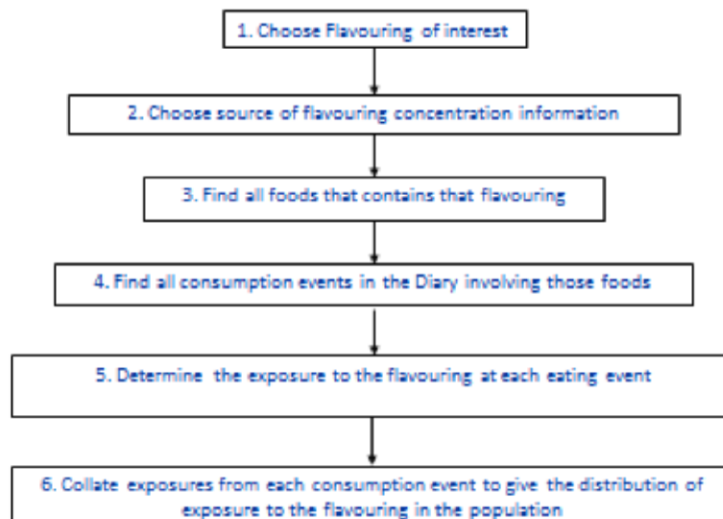 1. Choose Flavouring of interest
2. Choose source of flavouring concentration information
3. Find all foods that contains that flavouring
4. Find all consumption events in the Diary involving those foods
5. Determine the exposure to the flavouring at each eating event
6. Collate exposures from each consumption event to give the distribution of
exposure to the flavouring in the population